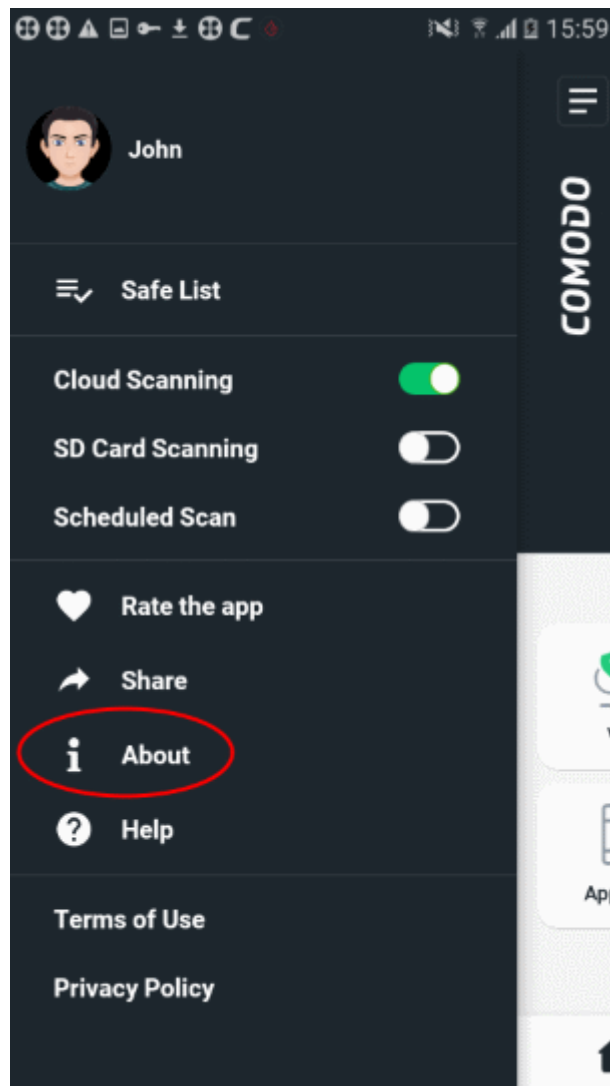 15:59
John
COMODO
Safe List
Cloud Scanning
SD Card Scanning
Scheduled Scan
Rate the app
Share
About
Help
Terms of Use
Privacy Policy